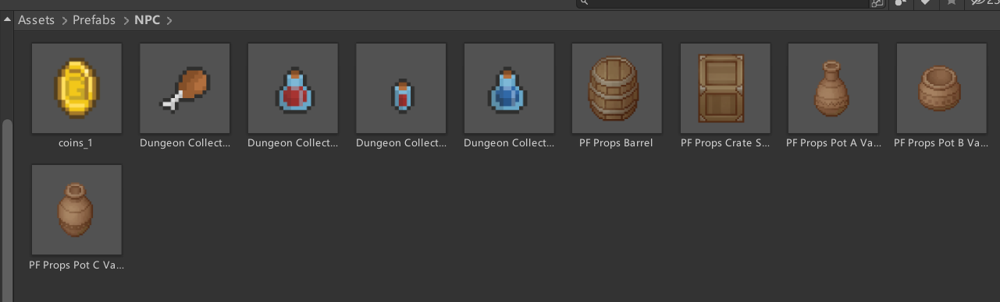 Assets > Prefabs > NPC >
coins_1
Dungeon Collect...
Dungeon Collect...
Dungeon Collect...
Dungeon Collect...
PF Props Barrel
PF Props Crate S...
PF Props Pot A Va...
PF Props Pot B Va...
PF Props Pot C Va...